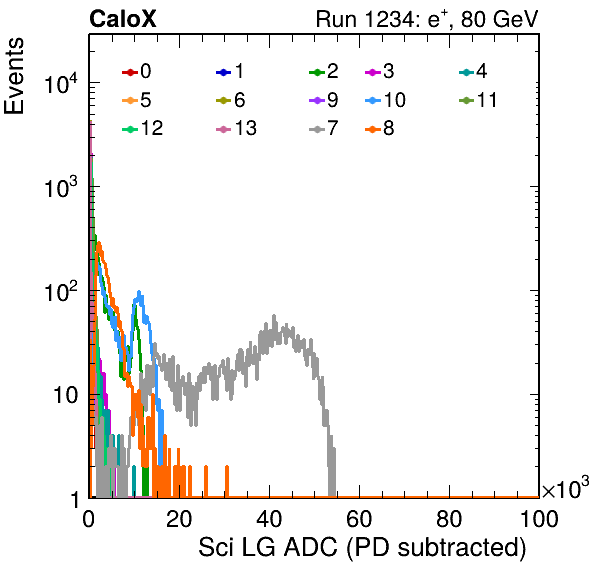 CaloX Run 1234: e+, 80 GeV
Events
0 1 2 3 4
5 6 9 10 11
12 13 7 8
10⁴
10³
10²
10
1
0 20 40 60 80 100
×10³
Sci LG ADC (PD subtracted)